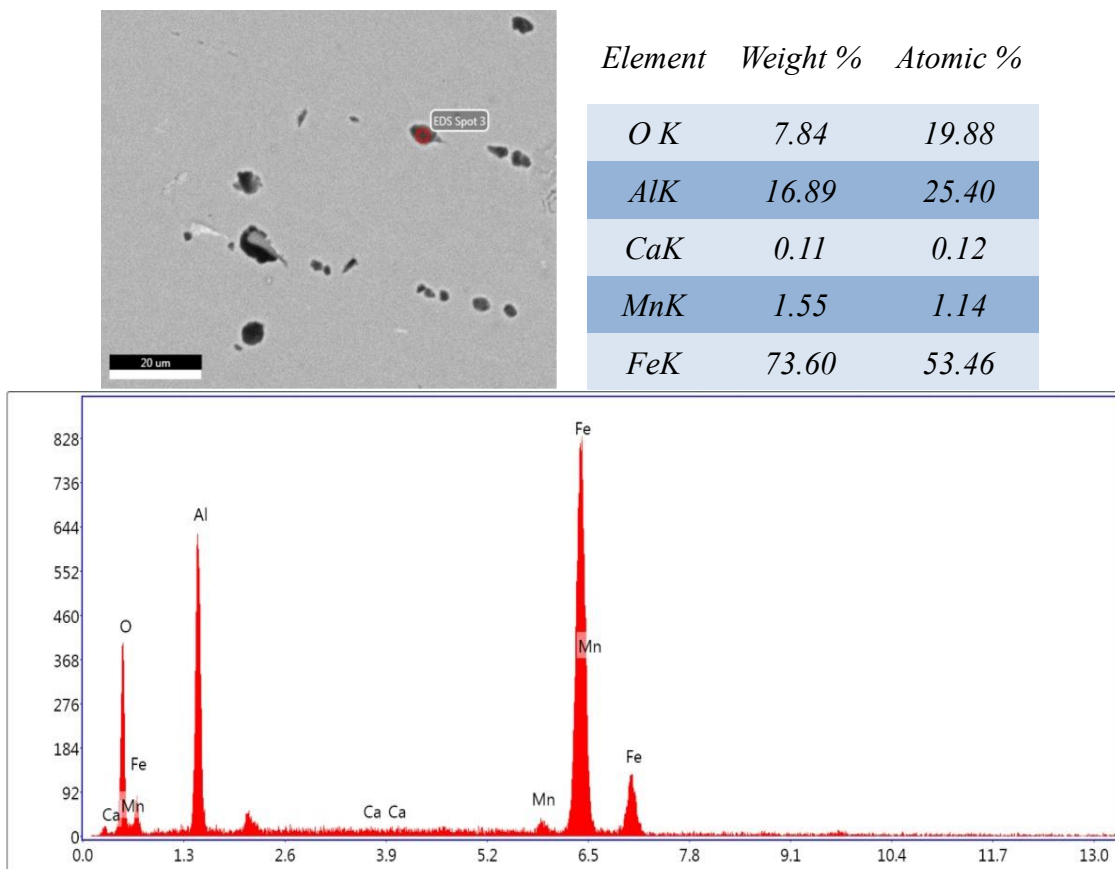 EDS Spot 3
20 um
Element Weight % Atomic %
O K 7.84 19.88
AlK 16.89 25.40
CaK 0.11 0.12
MnK 1.55 1.14
FeK 73.60 53.46
828
736
644
552
460
368
276
184
92
0
Ca
O
Mn
Fe
Al
Ca Ca
Mn
Fe
Mn
Fe
0.0 1.3 2.6 3.9 5.2 6.5 7.8 9.1 10.4 11.7 13.0